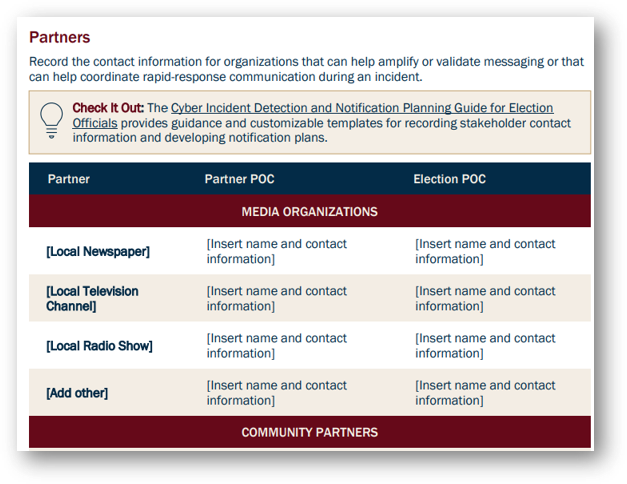 Partners
Record the contact information for organizations that can help amplify or validate messaging or that
can help coordinate rapid-response communication during an incident.
Check It Out: The Cyber Incident Detection and Notification Planning Guide for Election
Officials provides guidance and customizable templates for recording stakeholder contact
information and developing notification plans.
Partner Partner POC Election POC
MEDIA ORGANIZATIONS
[Local Newspaper] [Insert name and contact information] [Insert name and contact information]
[Local Television Channel] [Insert name and contact information] [Insert name and contact information]
[Local Radio Show] [Insert name and contact information] [Insert name and contact information]
[Add other] [Insert name and contact information] [Insert name and contact information]
COMMUNITY PARTNERS